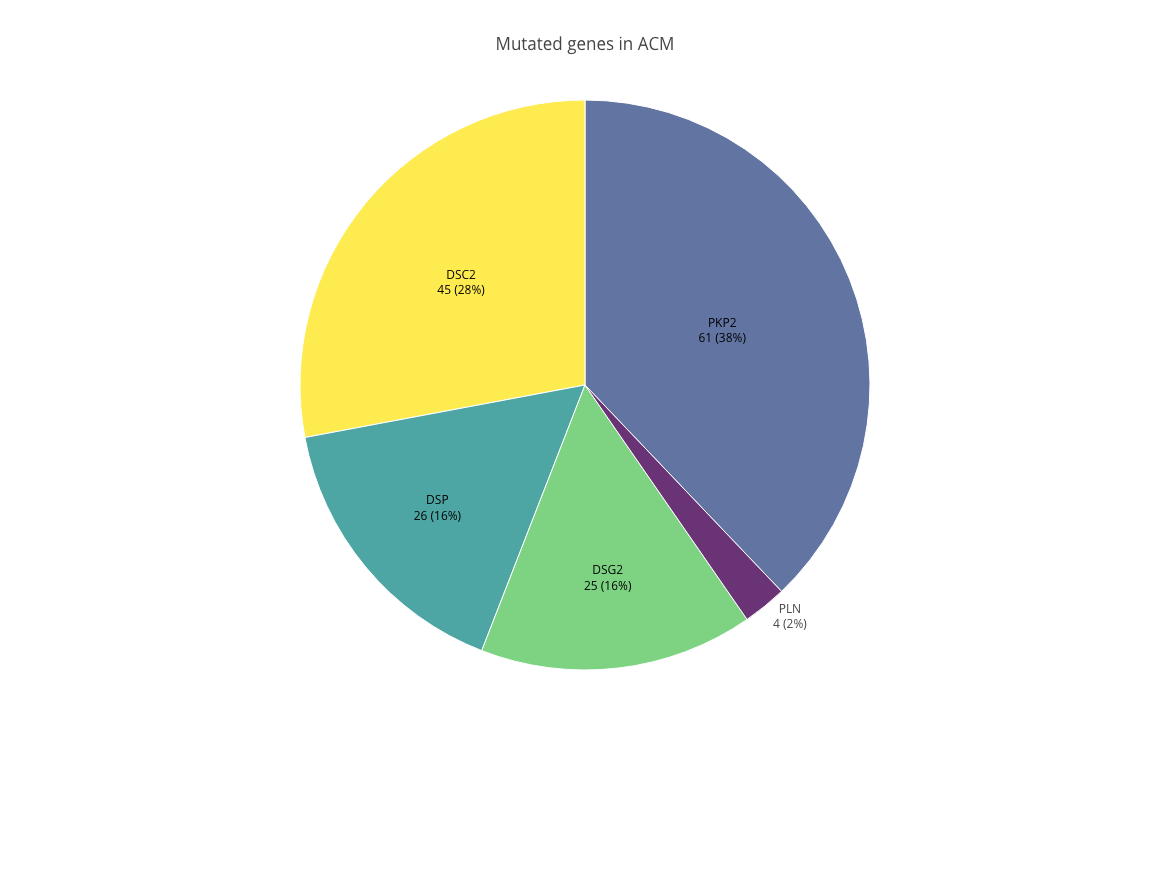 Mutated genes in ACM
DSC2
45 (28%)
PKP2
61 (38%)
DSP
26 (16%)
DSG2
25 (16%)
PLN
4 (2%)